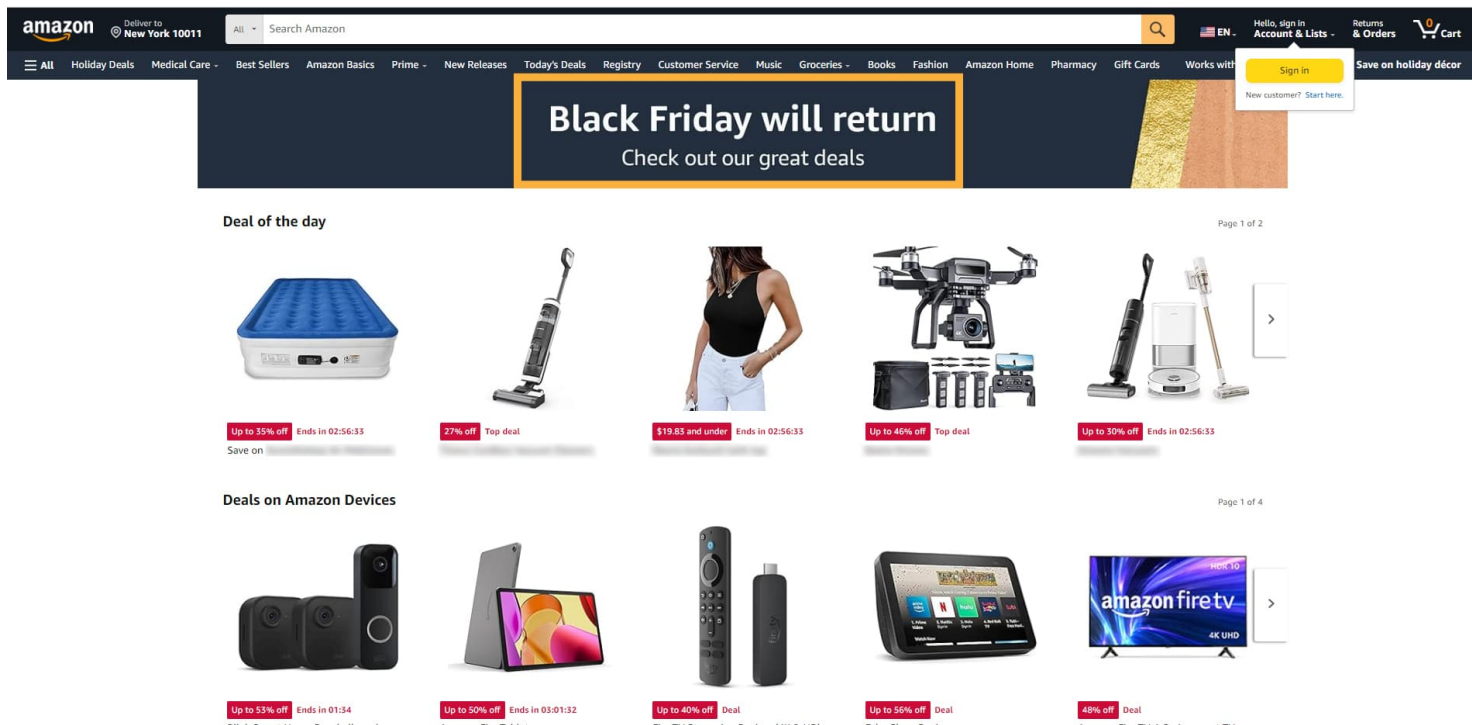 amazon
Deliver to
New York 10011
All
Search Amazon
EN
Hello, sign in
Account & Lists
Returns
& Orders
0
Cart
All
Holiday Deals
Medical Care
Best Sellers
Amazon Basics
Prime
New Releases
Today's Deals
Registry
Customer Service
Music
Groceries
Books
Fashion
Amazon Home
Pharmacy
Gift Cards
Works with
Save on holiday décor
Sign in
New customer? Start here.
Black Friday will return
Check out our great deals
Deal of the day
Page 1 of 2
Up to 35% off Ends in 02:56:33
Save on
27% off Top deal
$19.83 and under Ends in 02:56:33
Up to 46% off Top deal
Up to 30% off Ends in 02:56:33
Deals on Amazon Devices
Page 1 of 4
HDR 10
amazon firetv
4K UHD
Up to 53% off Ends in 01:34
Up to 50% off Ends in 03:01:32
Up to 40% off Deal
Up to 56% off Deal
48% off Deal